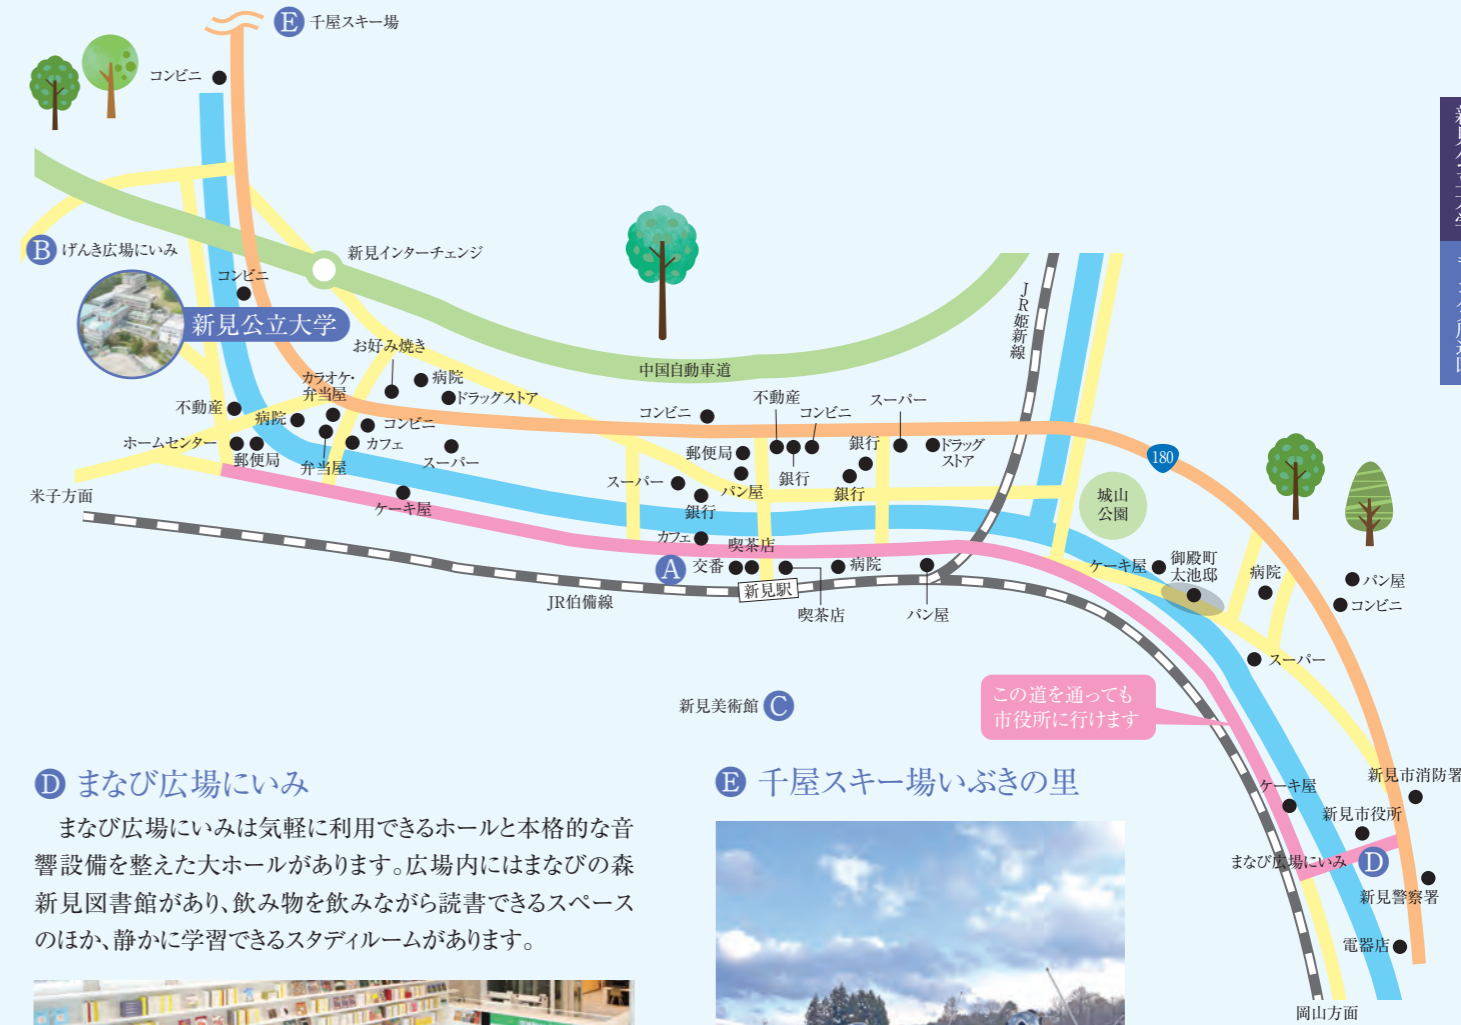 E 千屋スキー場
コンビニ
B げんき広場にいみ
新見インターチェンジ
コンビニ
新見公立大学
お好み焼き
カラオケ・
弁当屋
病院
ドラッグストア
不動産
病院
コンビニ
ホームセンター
郵便局
弁当屋
カフェ
スーパー
米子方面
ケーキ屋
JR伯備線
中国自動車道
JR姫新線
コンビニ
不動産
コンビニ
スーパー
郵便局
銀行
ドラッグ
ストア
スーパー
パン屋
銀行
銀行
銀行
カフェ
喫茶店
A 交番
病院
新見駅
喫茶店
パン屋
180
城山
公園
ケーキ屋
御殿町
太池邸
病院
パン屋
コンビニ
スーパー
新見美術館 C
この道を通っても
市役所に行けます
ケーキ屋
新見市消防署
新見市役所
まなび広場にいみ D
新見警察署
電器店
岡山方面
D まなび広場にいみ
まなび広場にいみは気軽に利用できるホールと本格的な音
響設備を整えた大ホールがあります。広場内にはまなびの森
新見図書館があり、飲み物を飲みながら読書できるスペース
のほか、静かに学習できるスタディルームがあります。
E 千屋スキー場いぶきの里